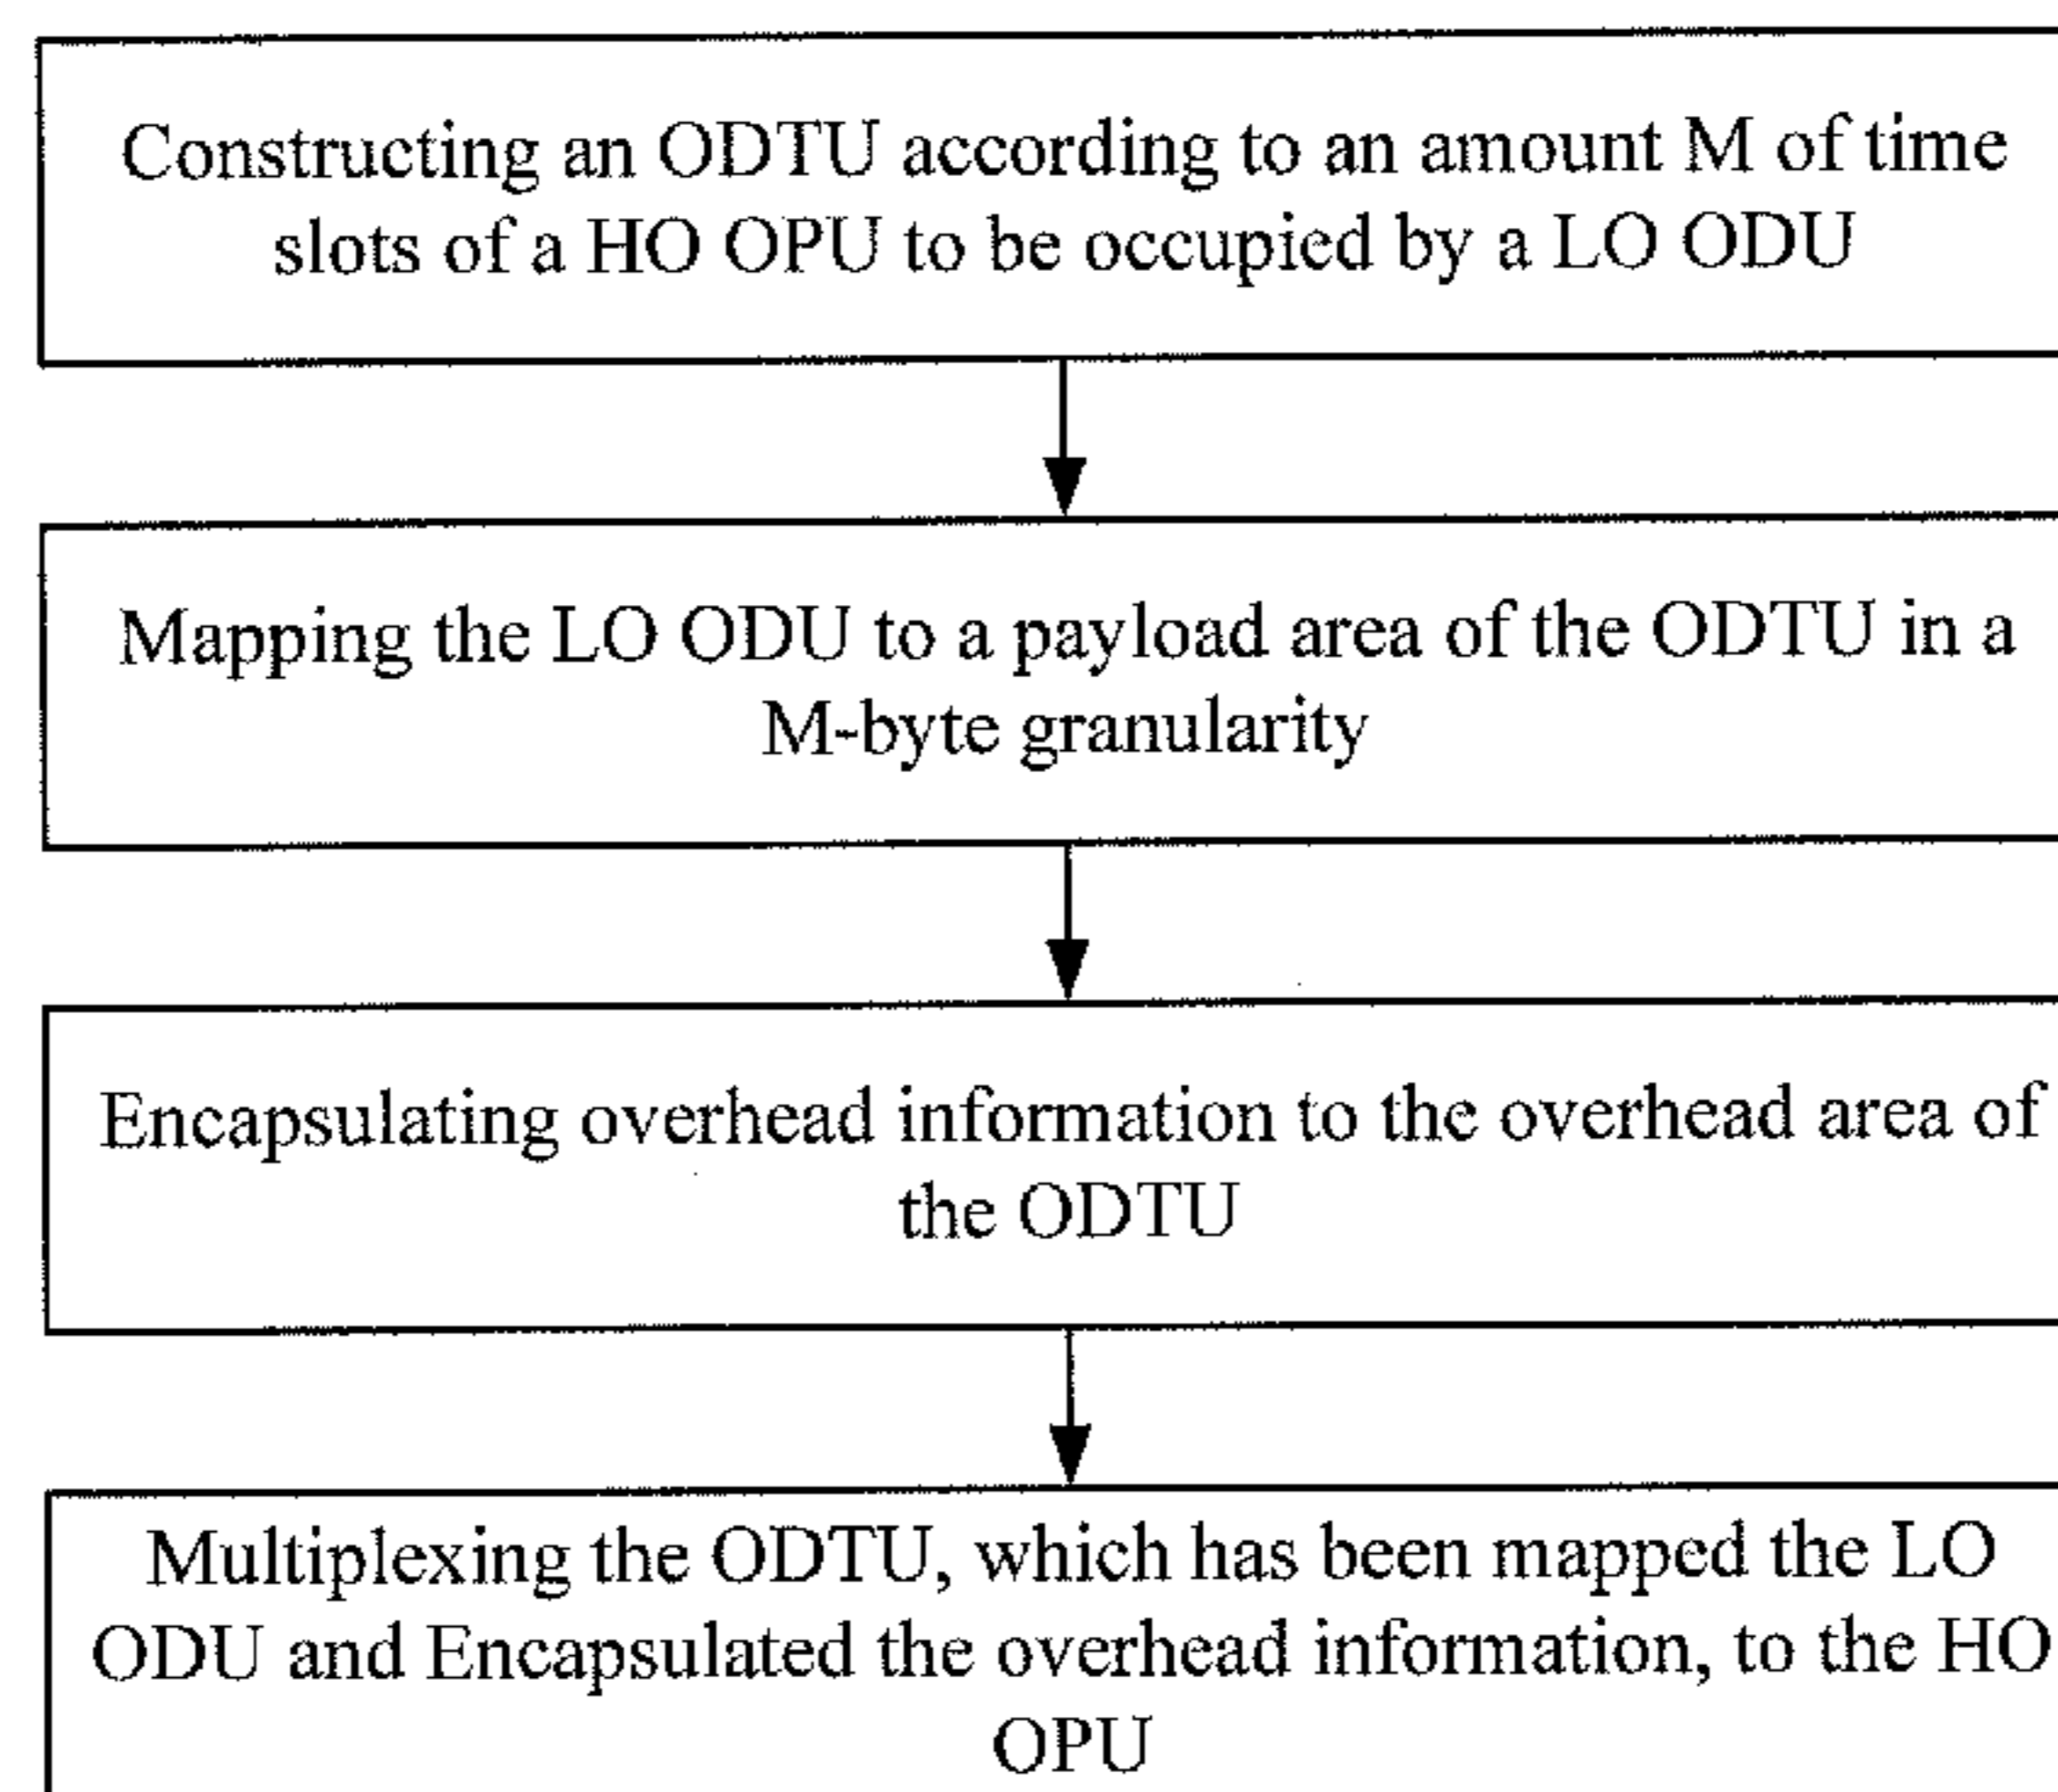 Constructing an ODTU according to an amount M of time
slots of a HO OPU to be occupied by a LO ODU
Mapping the LO ODU to a payload area of the ODTU in a
M-byte granularity
Encapsulating overhead information to the overhead area of
the ODTU
Multiplexing the ODTU, which has been mapped the LO
ODU and Encapsulated the overhead information, to the HO
OPU